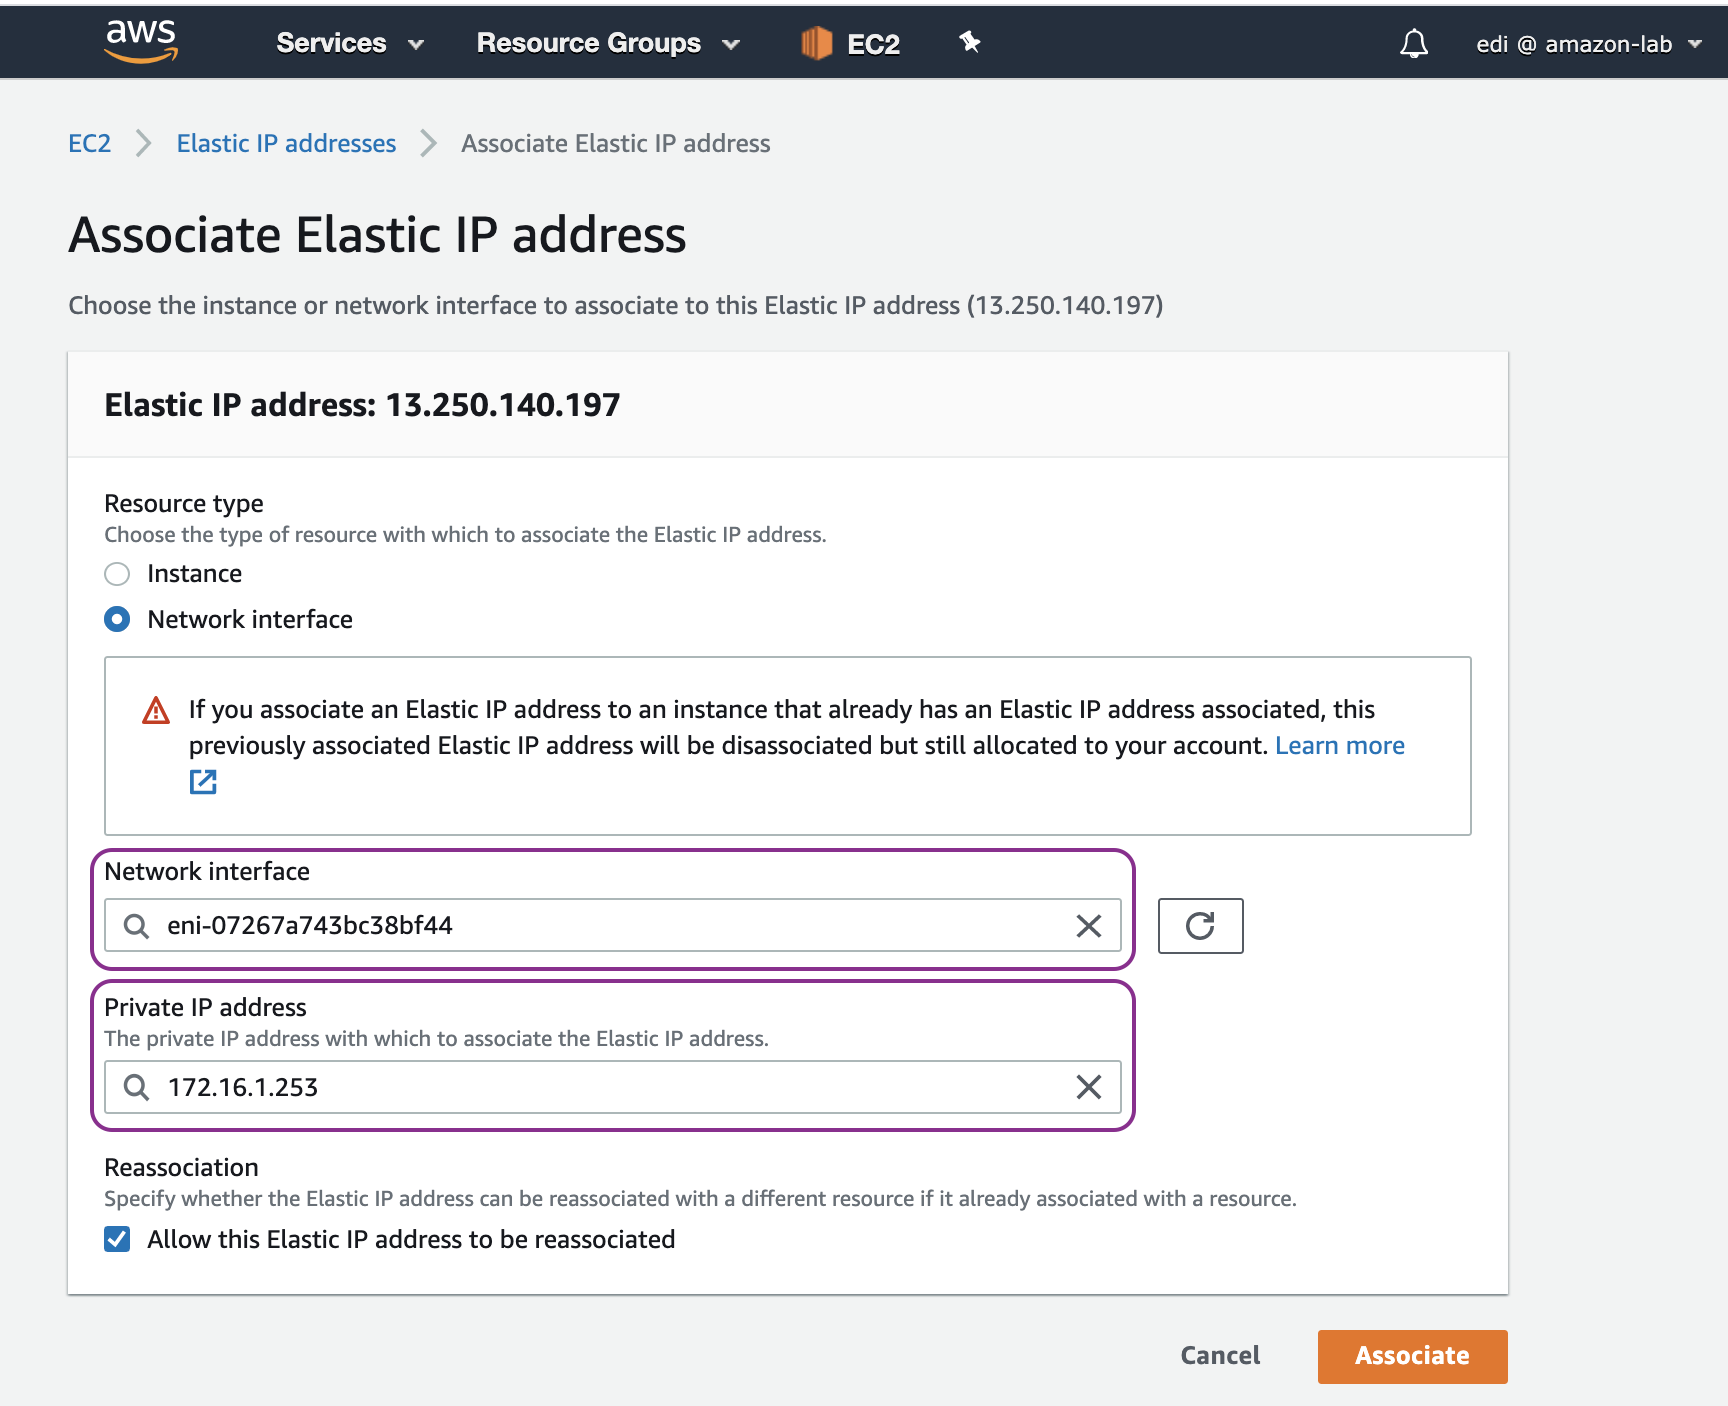 aws Services Resource Groups EC2 edi @ amazon-lab
EC2 Elastic IP addresses Associate Elastic IP address
Associate Elastic IP address
Choose the instance or network interface to associate to this Elastic IP address (13.250.140.197)
Elastic IP address: 13.250.140.197
Resource type
Choose the type of resource with which to associate the Elastic IP address.
Instance
Network interface
If you associate an Elastic IP address to an instance that already has an Elastic IP address associated, this
previously associated Elastic IP address will be disassociated but still allocated to your account. Learn more
Network interface
eni-07267a743bc38bf44
Private IP address
The private IP address with which to associate the Elastic IP address.
172.16.1.253
Reassociation
Specify whether the Elastic IP address can be reassociated with a different resource if it already associated with a resource.
Allow this Elastic IP address to be reassociated
Cancel Associate